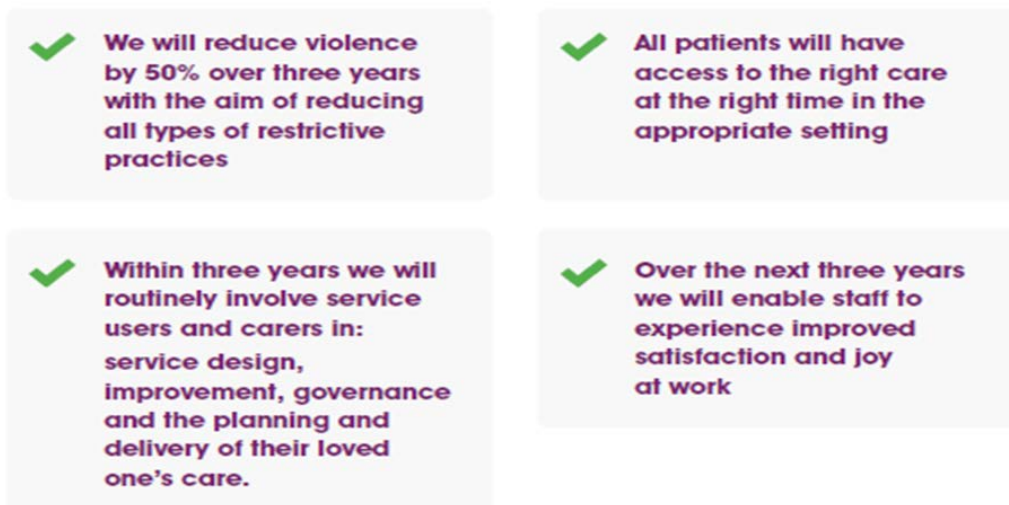 We will reduce violence
by 50% over three years
with the aim of reducing
all types of restrictive
practices
All patients will have
access to the right care
at the right time in the
appropriate setting
Within three years we will
routinely involve service
users and carers in:
service design,
improvement, governance
and the planning and
delivery of their loved
one’s care.
Over the next three years
we will enable staff to
experience improved
satisfaction and joy
at work